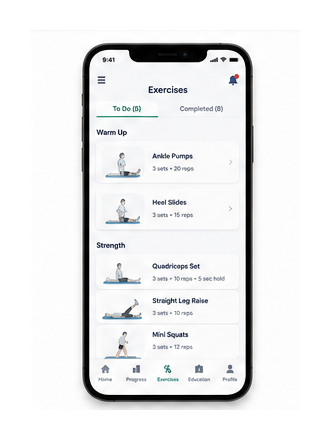 9:41
Exercises
To Do (5)
Completed (8)
Warm Up
Ankle Pumps
3 sets • 20 reps
Heel Slides
3 sets • 15 reps
Strength
Quadriceps Set
3 sets • 10 reps • 5 sec hold
Straight Leg Raise
3 sets • 10 reps
Mini Squats
3 sets • 12 reps
Home
Progress
Exercises
Education
Profile